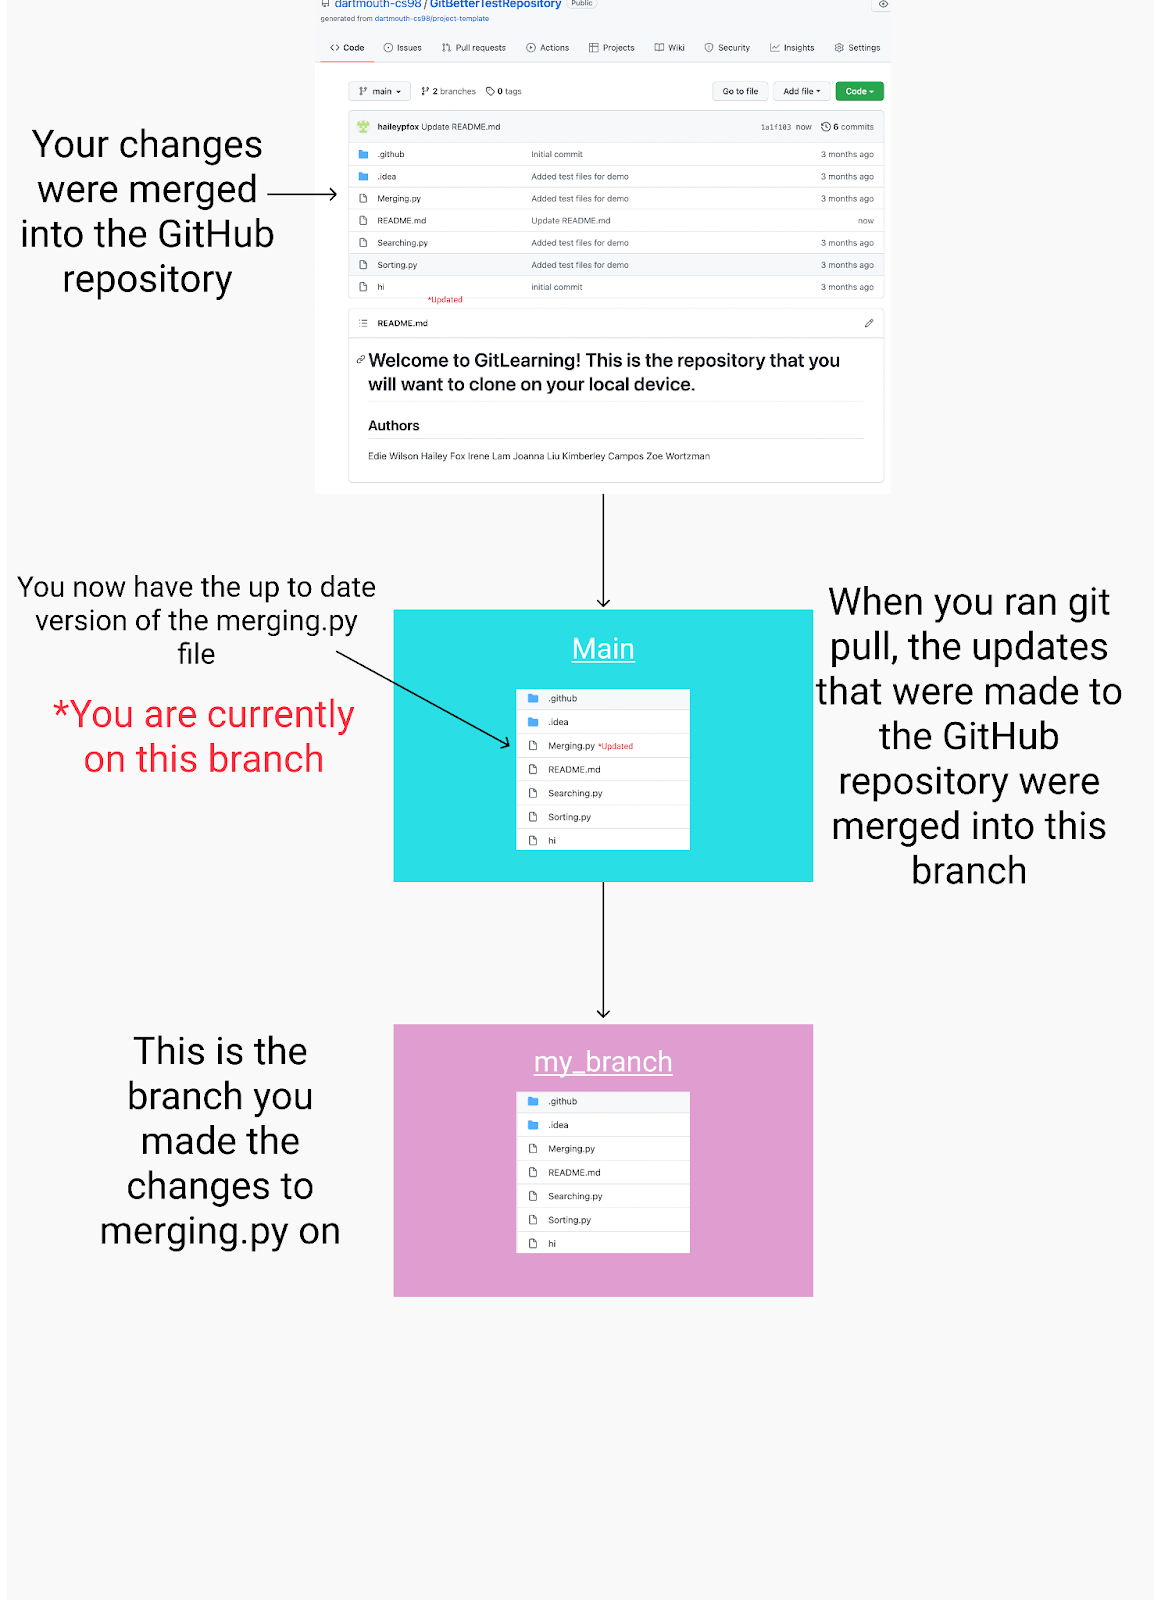 dartmouth-cs98 / GitBetterTestRepository Public
generated from dartmouth-cs98/project-template
Code Issues Pull requests Actions Projects Wiki Security Insights Settings
main 2 branches 0 tags Go to file Add file Code
haileypfox Update README.md 1a1f103 now 6 commits
.github Initial commit 3 months ago
.idea Added test files for demo 3 months ago
Merging.py Added test files for demo 3 months ago
README.md Update README.md now
Searching.py Added test files for demo 3 months ago
Sorting.py Added test files for demo 3 months ago
hi initial commit 3 months ago
*Updated
README.md
Welcome to GitLearning! This is the repository that you
will want to clone on your local device.
Authors
Edie Wilson Hailey Fox Irene Lam Joanna Liu Kimberley Campos Zoe Wortzman
Your changes
were merged
into the GitHub
repository
You now have the up to date
version of the merging.py
file
*You are currently
on this branch
Main
.github
.idea
Merging.py *Updated
README.md
Searching.py
Sorting.py
hi
When you ran git
pull, the updates
that were made to
the GitHub
repository were
merged into this
branch
This is the
branch you
made the
changes to
merging.py on
my_branch
.github
.idea
Merging.py
README.md
Searching.py
Sorting.py
hi